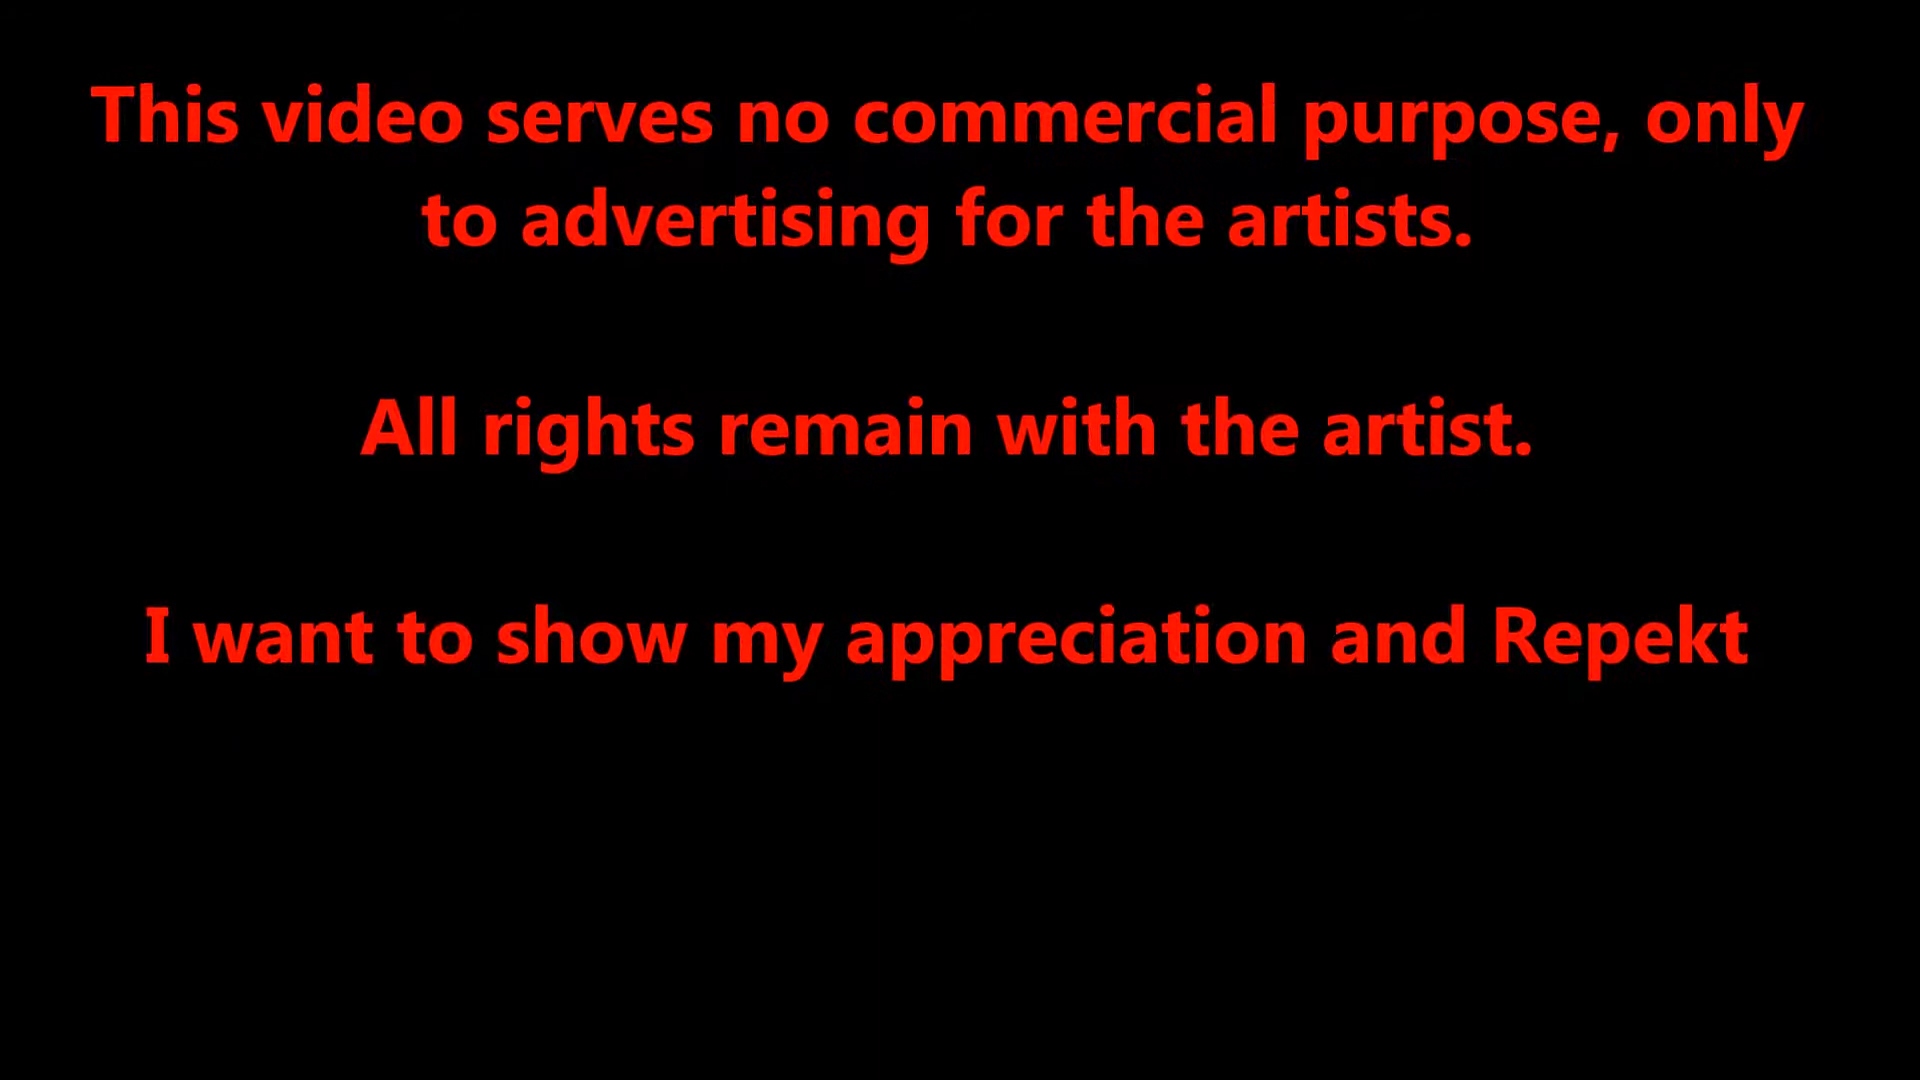 This video serves no commercial purpose, only
to advertising for the artists.
All rights remain with the artist.
I want to show my appreciation and Repekt